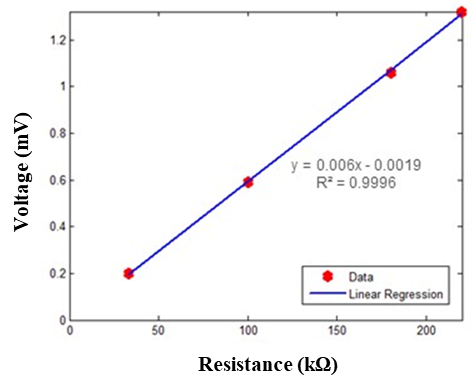 1.2
1
0.8
0.6
0.4
0.2
0
Voltage (mV)
y = 0.006x - 0.0019
R² = 0.9996
Data
Linear Regression
0 50 100 150 200
Resistance (kΩ)